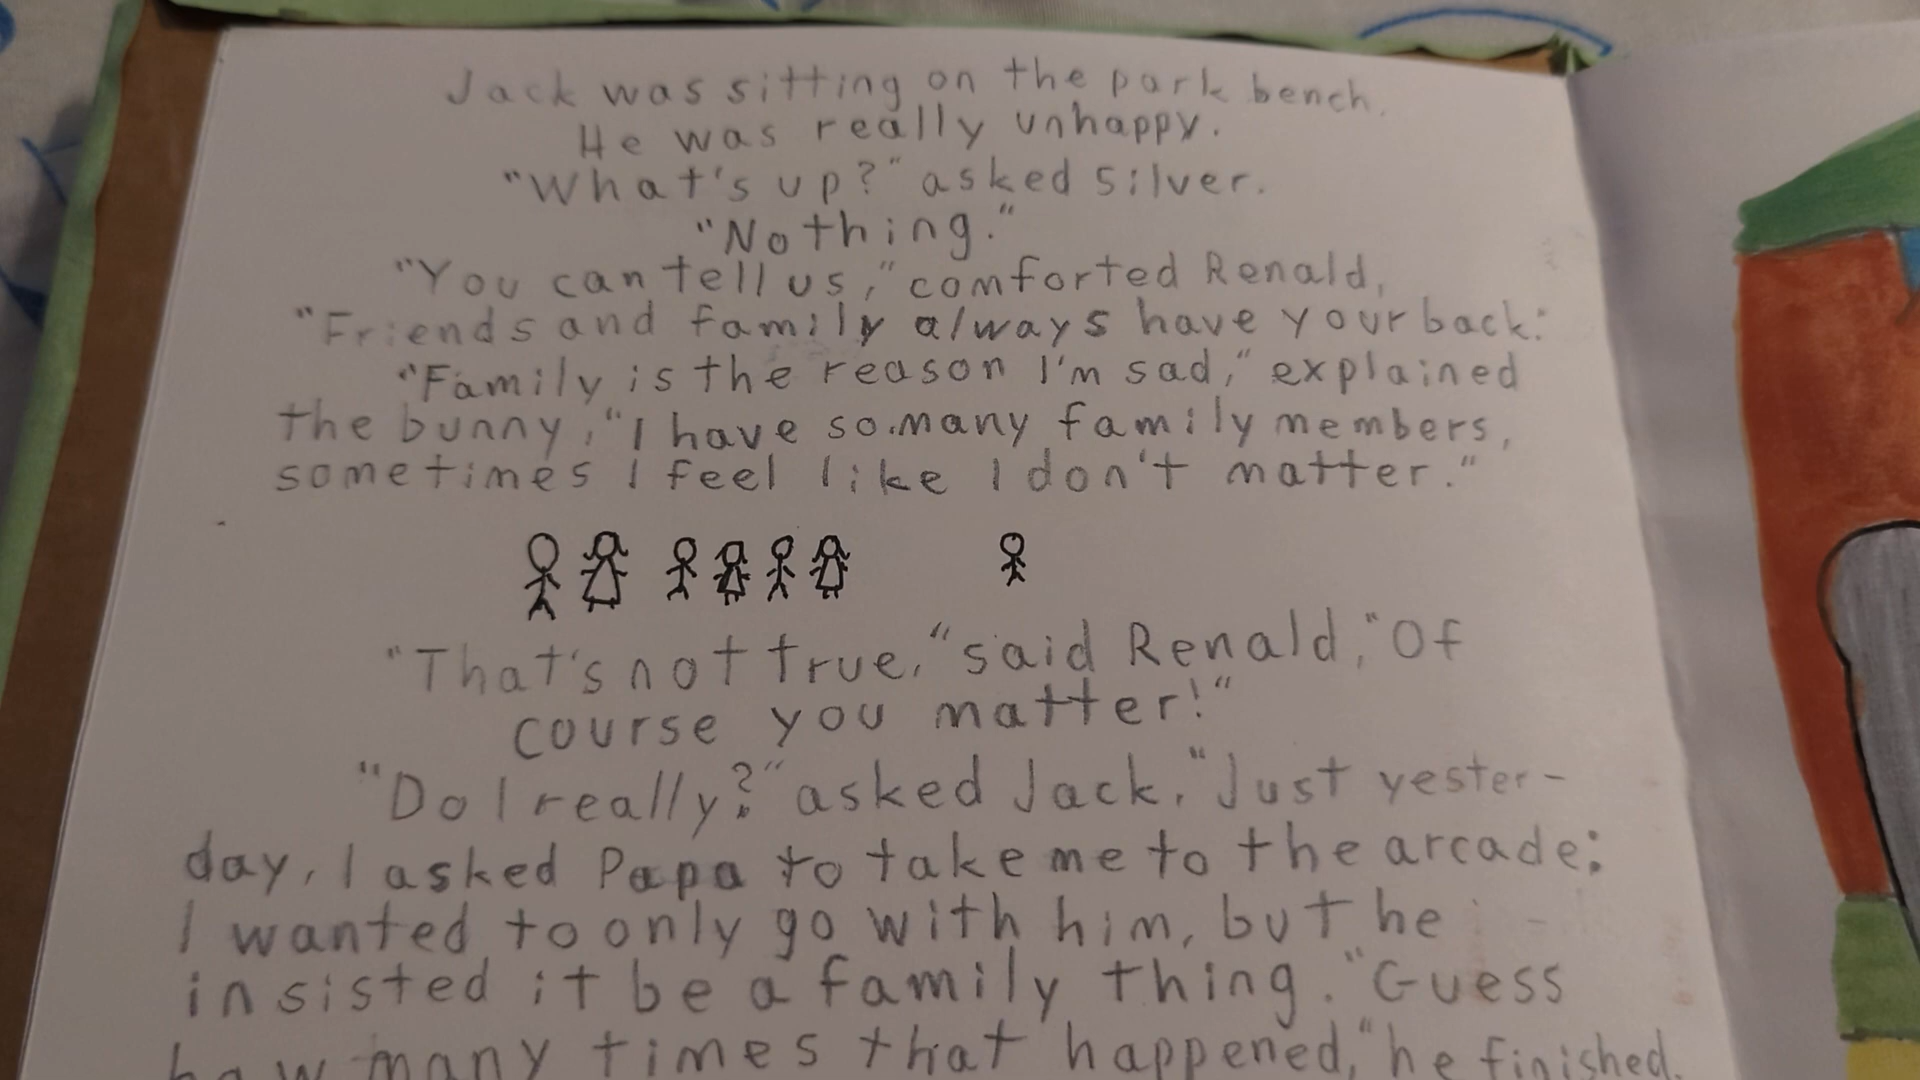 Jack was sitting on the park bench.
He was really unhappy.
"What's up?" asked Silver.
"Nothing."
"You can tell us," comforted Renald,
"Friends and family always have your back."
"Family is the reason I'm sad," explained
the bunny, "I have so many family members,
sometimes I feel like I don't matter."
"That's not true," said Renald, "Of
course you matter!"
"Do I really?" asked Jack. "Just yester-
day, I asked Papa to take me to the arcade;
I wanted to only go with him, but he
insisted it be a family thing. "Guess
how many times that happened," he finished.